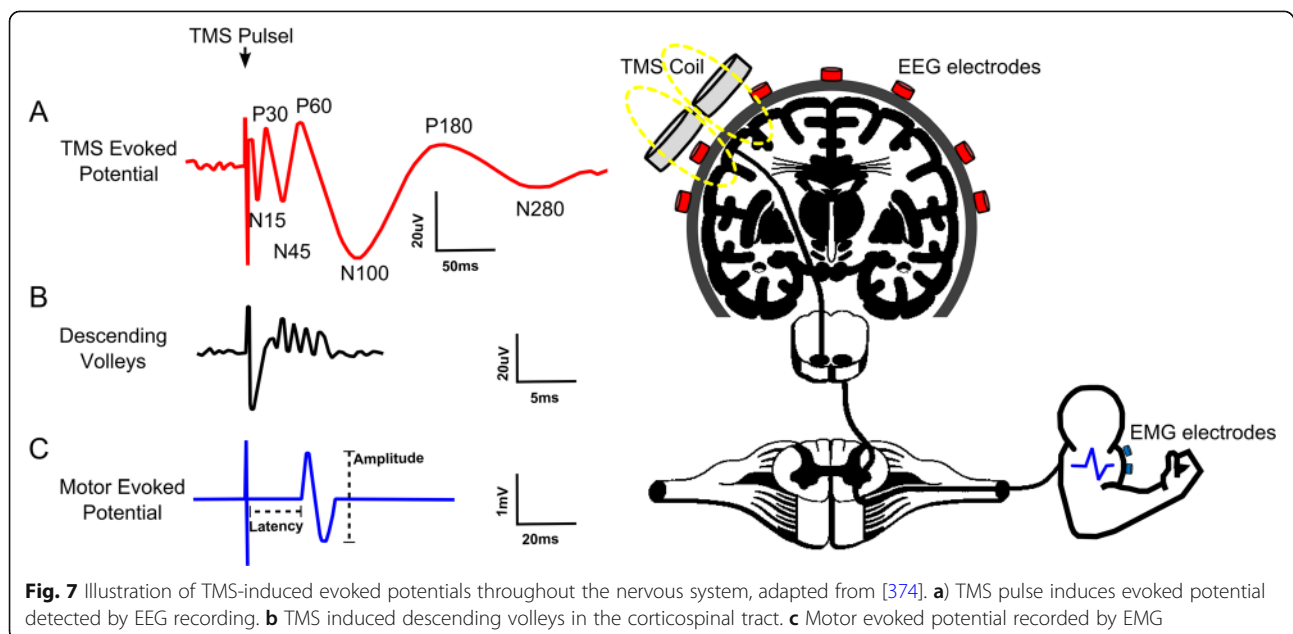 TMS Pulsel
A
TMS Evoked
Potential
P30
P60
P180
N15
N45
N100
N280
20uV
50ms
B
Descending
Volleys
20uV
5ms
C
Motor Evoked
Potential
Latency
Amplitude
1mV
20ms
TMS Coil
EEG electrodes
EMG electrodes
Fig. 7 Illustration of TMS-induced evoked potentials throughout the nervous system, adapted from [374]. a) TMS pulse induces evoked potential
detected by EEG recording. b TMS induced descending volleys in the corticospinal tract. c Motor evoked potential recorded by EMG